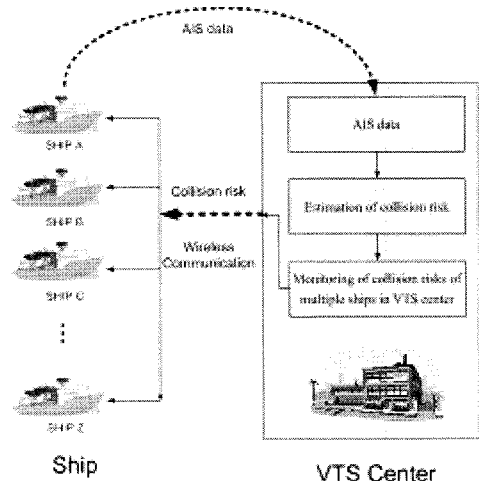 AIS data
SHIP A
SHIP B
SHIP C
SHIP Z
Ship
Collision risk
Wireless
Communication
AIS data
Estimation of collision risk
Monitoring of collision risks of
multiple ships in VTS center
VTS Center